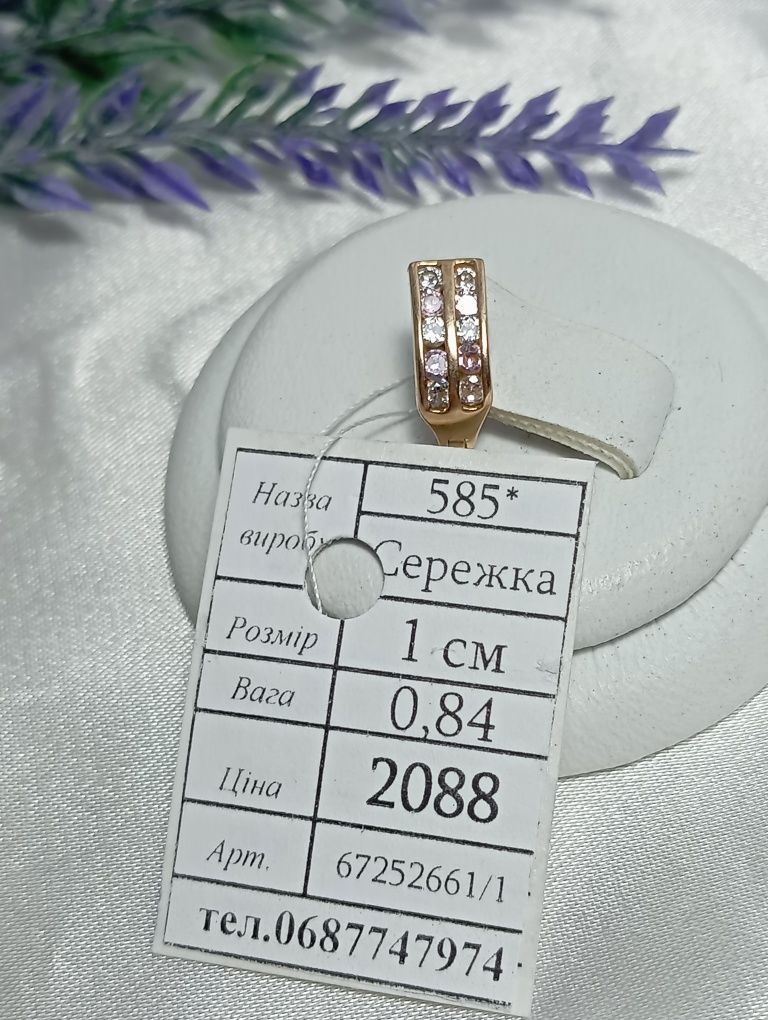 Назва виробу 585*
Сережка
Розмір 1 см
Вага 0,84
Ціна 2088
Арт. 67252661/1
тел.0687747974